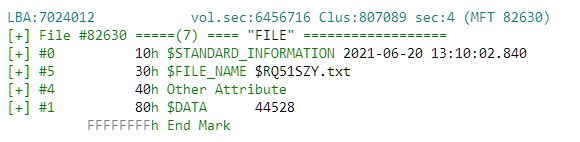 LBA:7024012 vol.sec:6456716 Clus:807089 sec:4 (MFT 82630)
[+] File #82630 =====(7) ==== "FILE" ==================
[+] #0 10h $STANDARD_INFORMATION 2021-06-20 13:10:02.840
[+] #5 30h $FILE_NAME $RQ51SZY.txt
[+] #4 40h Other Attribute
[+] #1 80h $DATA 44528
FFFFFFFFh End Mark